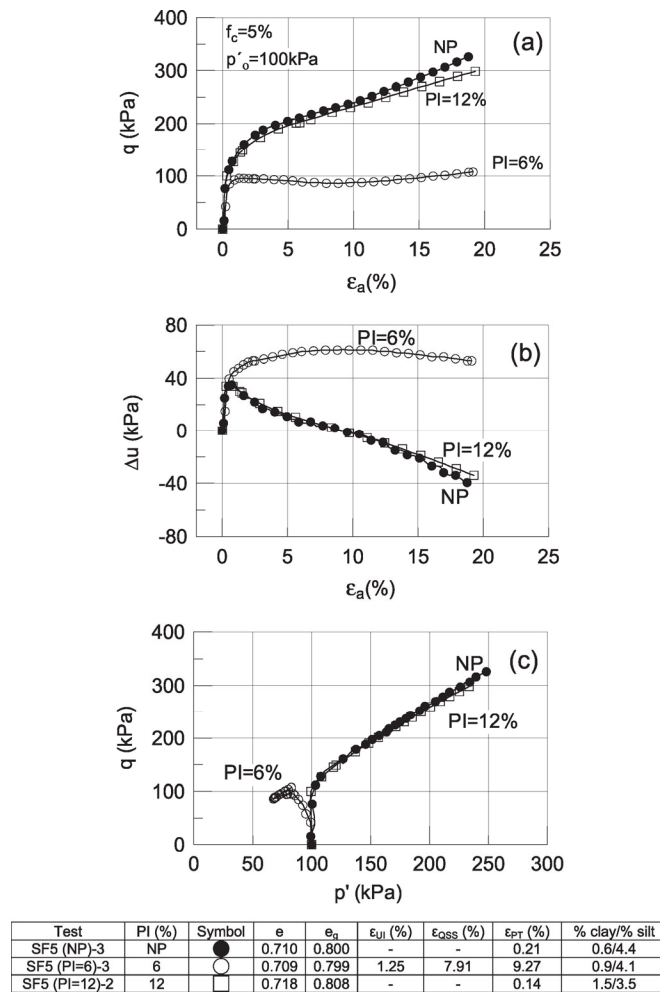 400
NP
(a)
f_c=5%
p´_o=100kPa
300
PI=12%
q (kPa)
200
PI=6%
100
0
0 5 10 15 20 25
ε_a(%)
80
PI=6%
(b)
40
Δu (kPa)
0
PI=12%
-40
NP
-80
0 5 10 15 20 25
ε_a(%)
400
NP
(c)
300
PI=12%
q (kPa)
200
PI=6%
100
0
0 50 100 150 200 250 300
p' (kPa)
Test PI (%) Symbol e e_g ε_UI (%) ε_QSS (%) ε_PT (%) % clay/% silt
SF5 (NP)-3 NP ● 0.710 0.800 - - 0.21 0.6/4.4
SF5 (PI=6)-3 6 ○ 0.709 0.799 1.25 7.91 9.27 0.9/4.1
SF5 (PI=12)-2 12 □ 0.718 0.808 - - 0.14 1.5/3.5